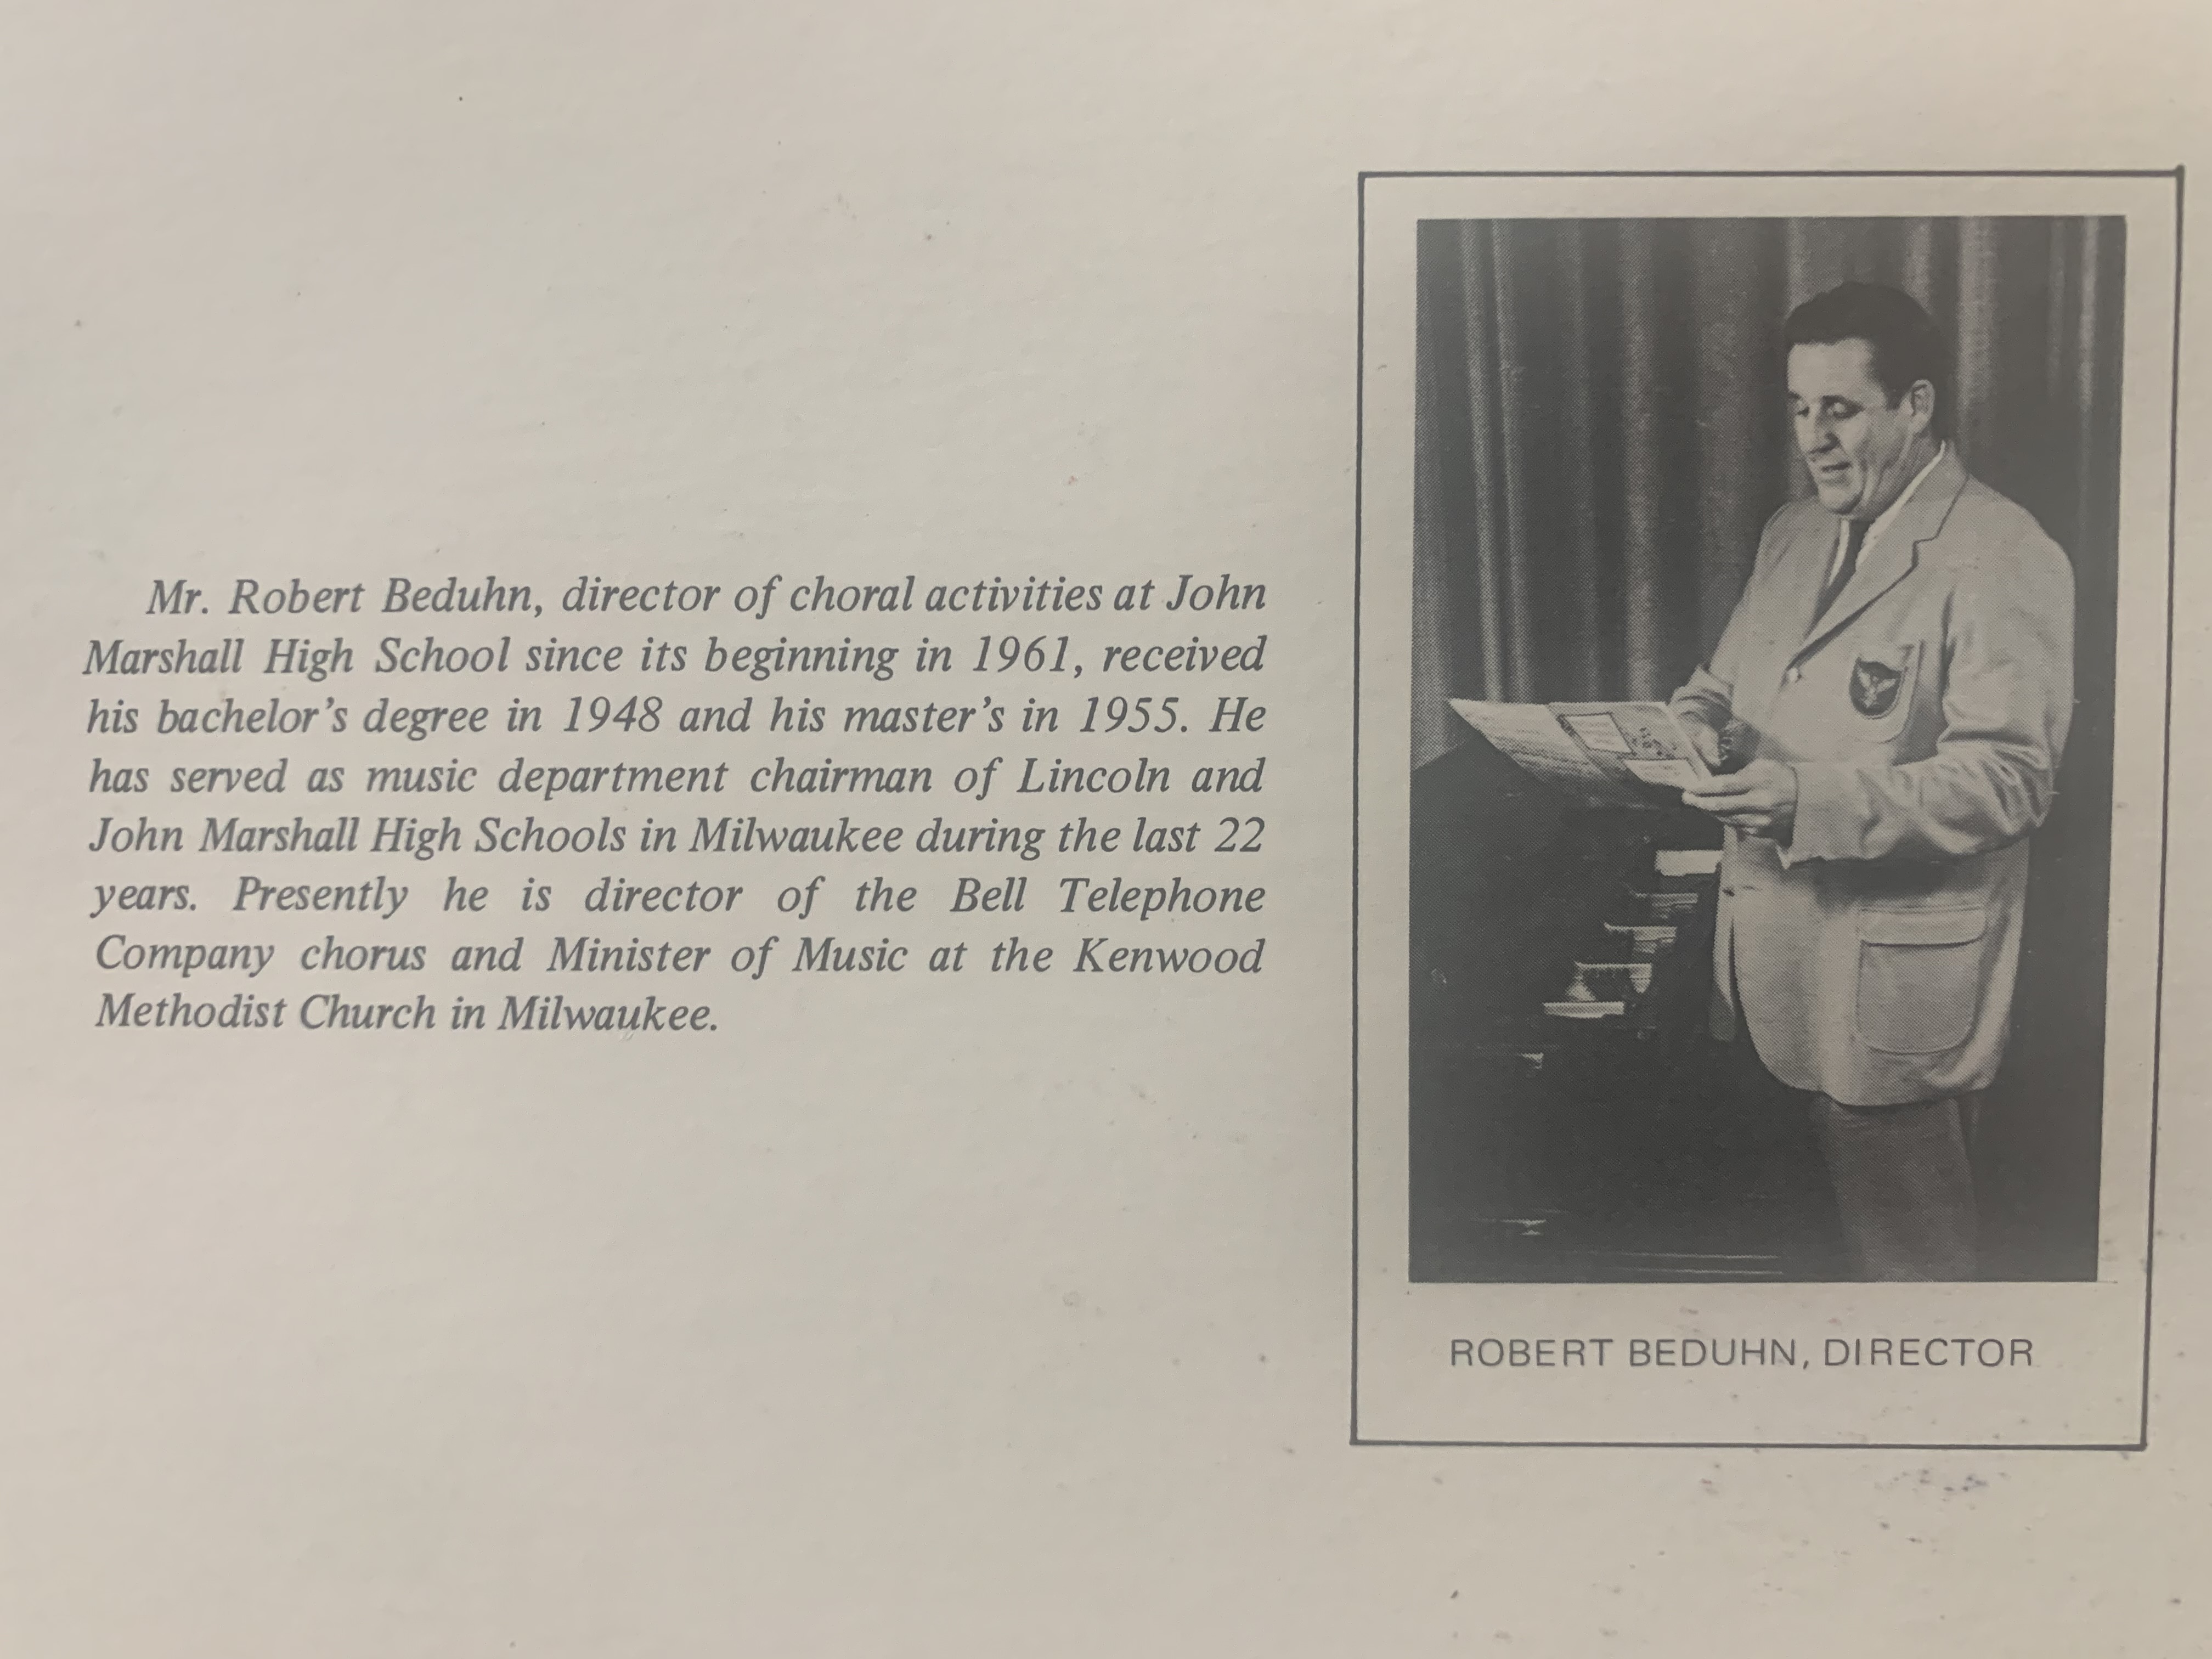 Mr. Robert Beduhn, director of choral activities at John
Marshall High School since its beginning in 1961, received
his bachelor's degree in 1948 and his master's in 1955. He
has served as music department chairman of Lincoln and
John Marshall High Schools in Milwaukee during the last 22
years. Presently he is director of the Bell Telephone
Company chorus and Minister of Music at the Kenwood
Methodist Church in Milwaukee.
ROBERT BEDUHN, DIRECTOR